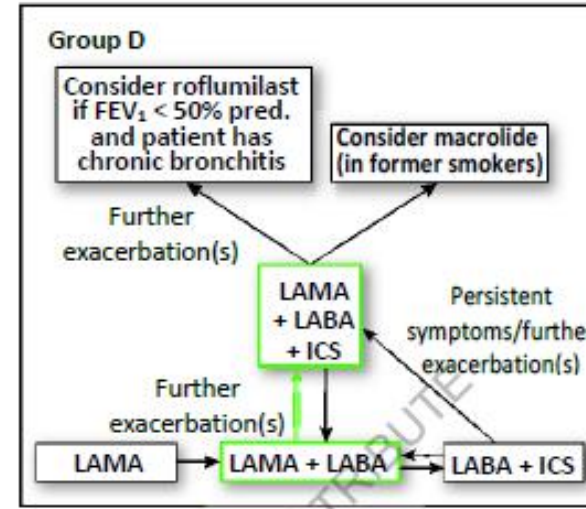 Group D
Consider roflumilast
if FEV₁ < 50% pred.
and patient has
chronic bronchitis
Consider macrolide
(in former smokers)
Further
exacerbation(s)
LAMA
+ LABA
+ ICS
Persistent
symptoms/furthe
exacerbation(s)
Further
exacerbation(s)
LAMA
LAMA + LABA
LABA + ICS
TRIBUTE